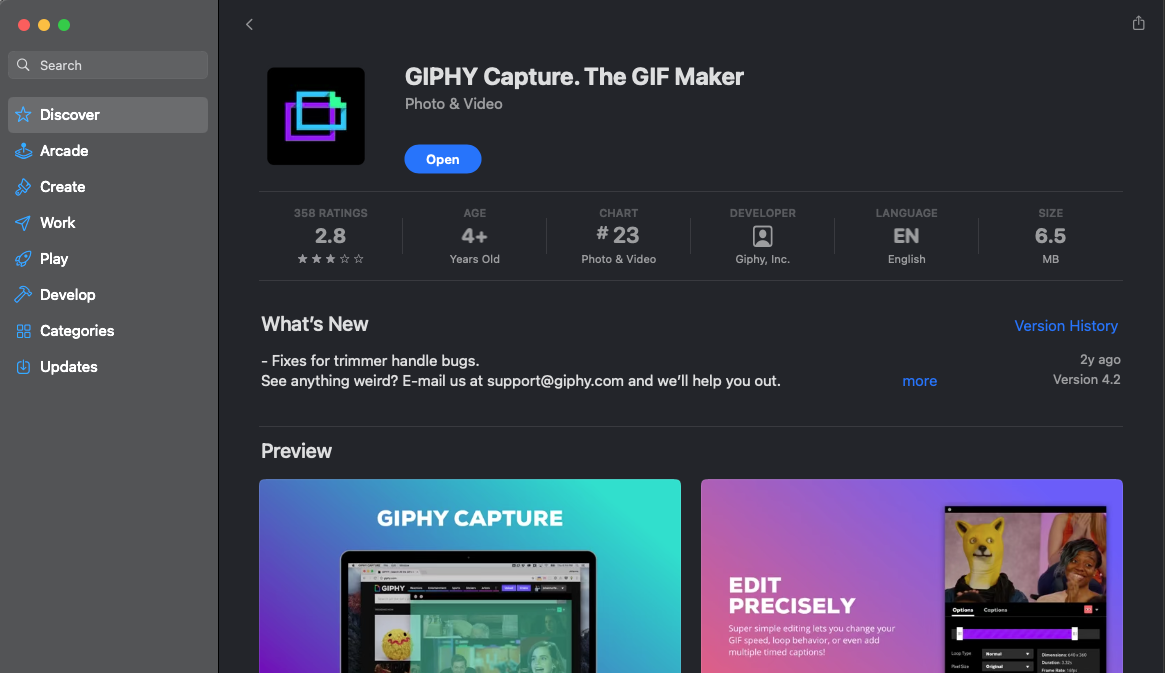 Search
Discover
Arcade
Create
Work
Play
Develop
Categories
Updates
GIPHY Capture. The GIF Maker
Photo & Video
Open
358 RATINGS
2.8
AGE
4+
Years Old
CHART
#23
Photo & Video
DEVELOPER
Giphy, Inc.
LANGUAGE
EN
English
SIZE
6.5
MB
What's New
Version History
- Fixes for trimmer handle bugs.
2y ago
See anything weird? E-mail us at support@giphy.com and we'll help you out.
more
Version 4.2
Preview
GIPHY CAPTURE
GIPHY
EDIT
PRECISELY
Super simple editing lets you change your
GIF speed, loop behavior, or even add
multiple timed captions!
Options Captions
Loop Type Normal
Pixel Size Original
Dimensions: 640 x 360
Duration: 3.32s